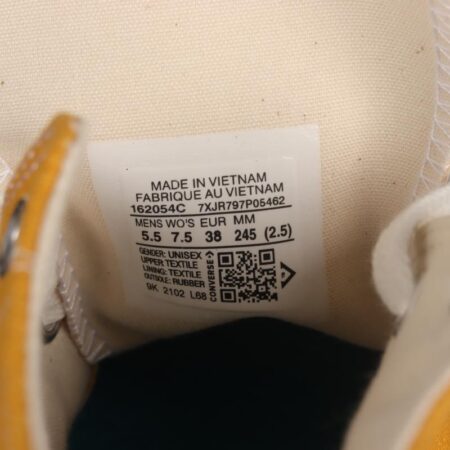 MADE IN VIETNAM
FABRIQUE AU VIETNAM
162054C 7XJR797P05462
MENS WO'S EUR MM
5.5 7.5 38 245 (2.5)
GENDER: UNISEX
UPPER TEXTILE
LINING: TEXTILE
OUTSOLE: RUBBER
9K 2102 L68
CONVERSE